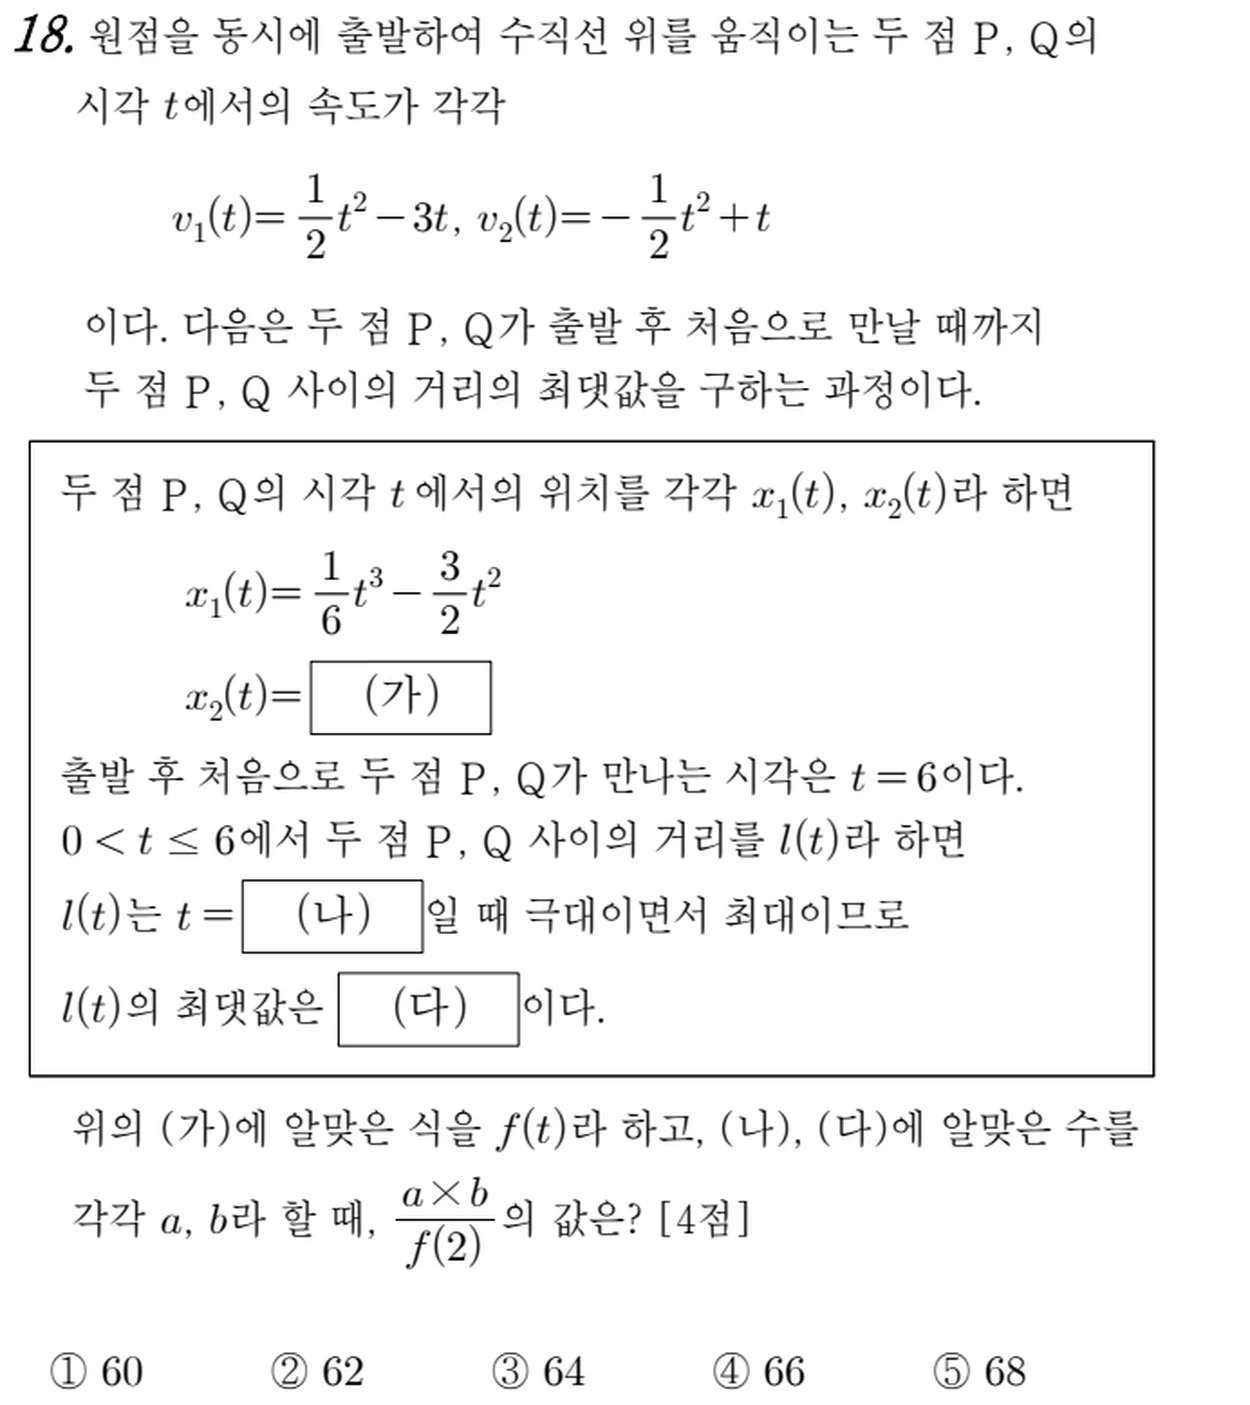 18. 원점을 동시에 출발하여 수직선 위를 움직이는 두 점 P, Q의
시각 t에서의 속도가 각각
v₁(t)= 1/2 t²−3t, v₂(t)=− 1/2 t²+t
이다. 다음은 두 점 P, Q가 출발 후 처음으로 만날 때까지
두 점 P, Q 사이의 거리의 최댓값을 구하는 과정이다.
두 점 P, Q의 시각 t에서의 위치를 각각 x₁(t), x₂(t)라 하면
x₁(t)= 1/6 t³− 3/2 t²
x₂(t)= (가)
출발 후 처음으로 두 점 P, Q가 만나는 시각은 t=6이다.
0<t≤6에서 두 점 P, Q 사이의 거리를 l(t)라 하면
l(t)는 t= (나) 일 때 극대이면서 최대이므로
l(t)의 최댓값은 (다) 이다.
위의 (가)에 알맞은 식을 f(t)라 하고, (나), (다)에 알맞은 수를
각각 a, b라 할 때, a×b/f(2) 의 값은? [4점]
① 60 ② 62 ③ 64 ④ 66 ⑤ 68